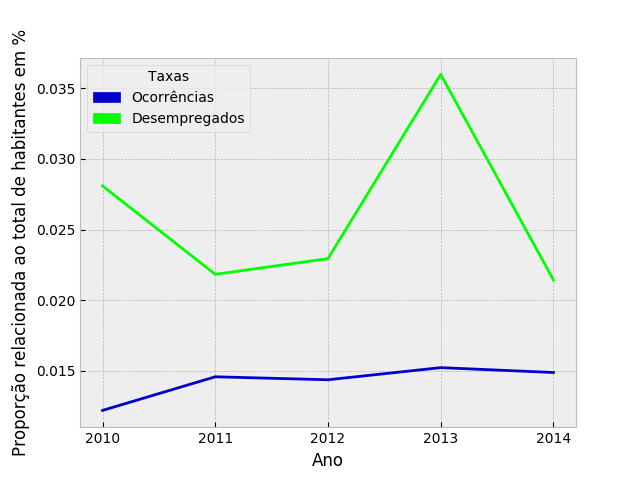 Proporção relacionada ao total de habitantes em %
Taxas
Ocorrências
Desempregados
0.035
0.030
0.025
0.020
0.015
2010 2011 2012 2013 2014
Ano